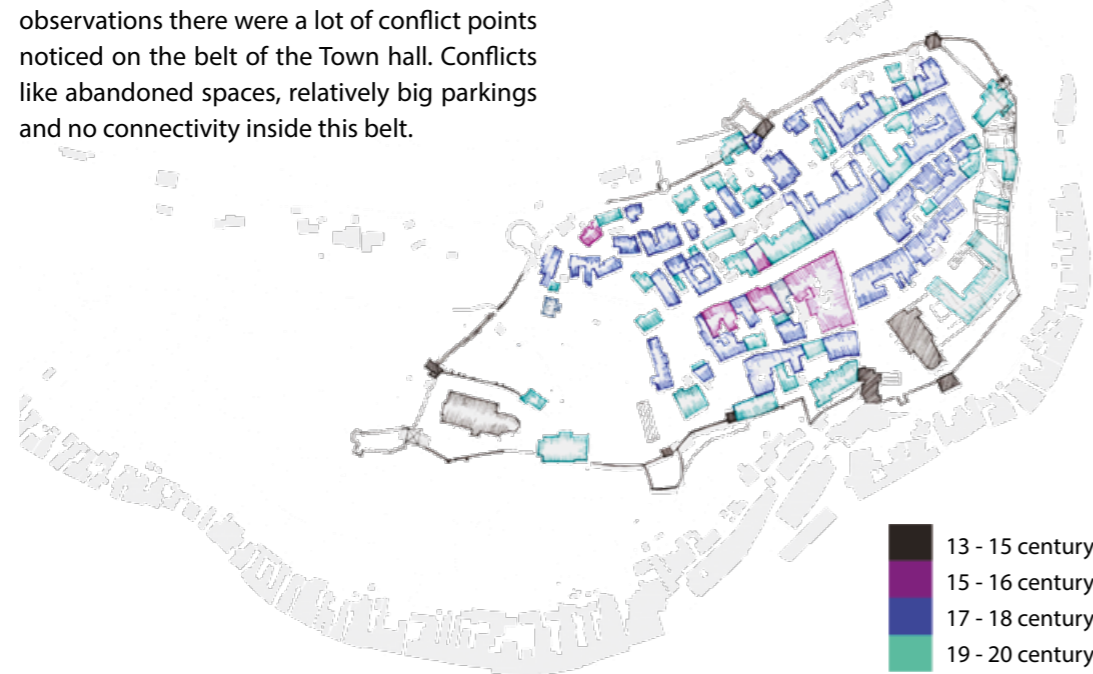 observations there were a lot of conflict points
noticed on the belt of the Town hall. Conflicts
like abandoned spaces, relatively big parkings
and no connectivity inside this belt.
13 - 15 century
15 - 16 century
17 - 18 century
19 - 20 century